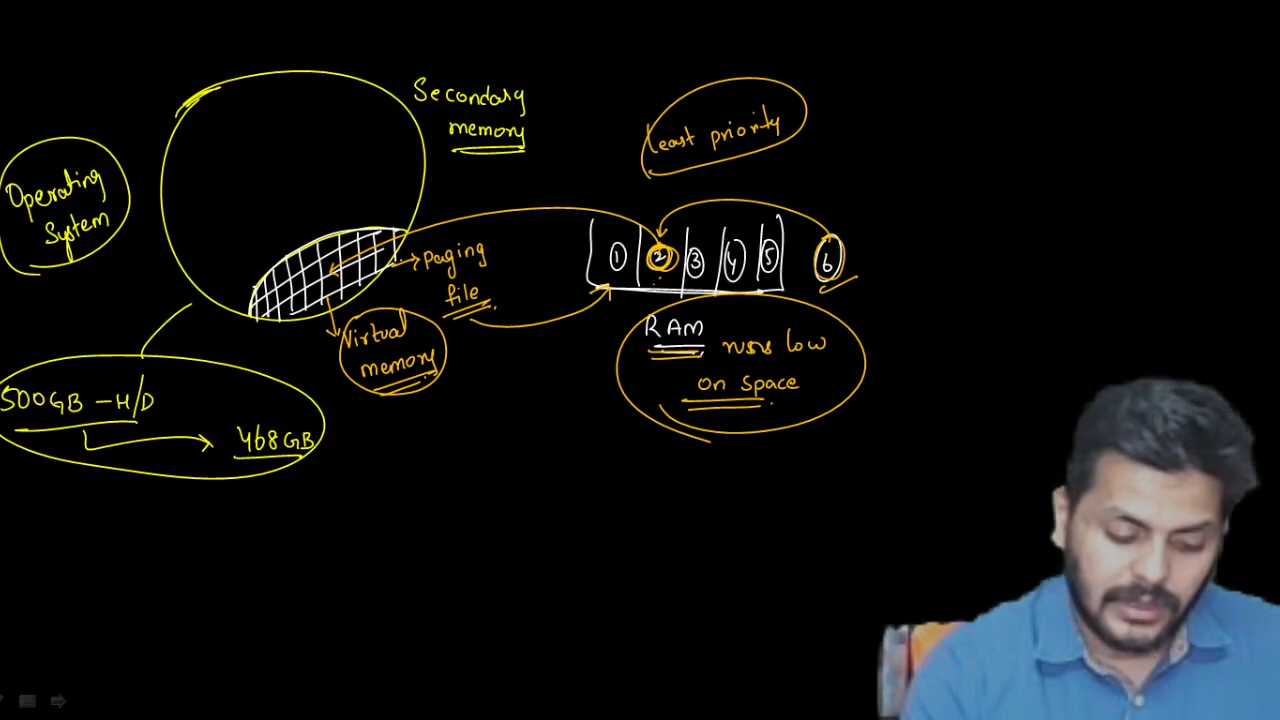 Secondary
memory
Operating
System
least priority
1 2 3 4 5 6
paging
file
Virtual
memory
RAM runs low
on space
500GB - H/D
468GB